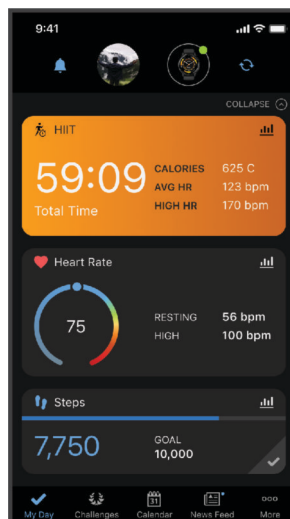 9:41
COLLAPSE
HIIT
59:09
Total Time
CALORIES 625 C
AVG HR 123 bpm
HIGH HR 170 bpm
Heart Rate
75
RESTING 56 bpm
HIGH 100 bpm
Steps
7,750
GOAL
10,000
31
My Day Challenges Calendar News Feed More